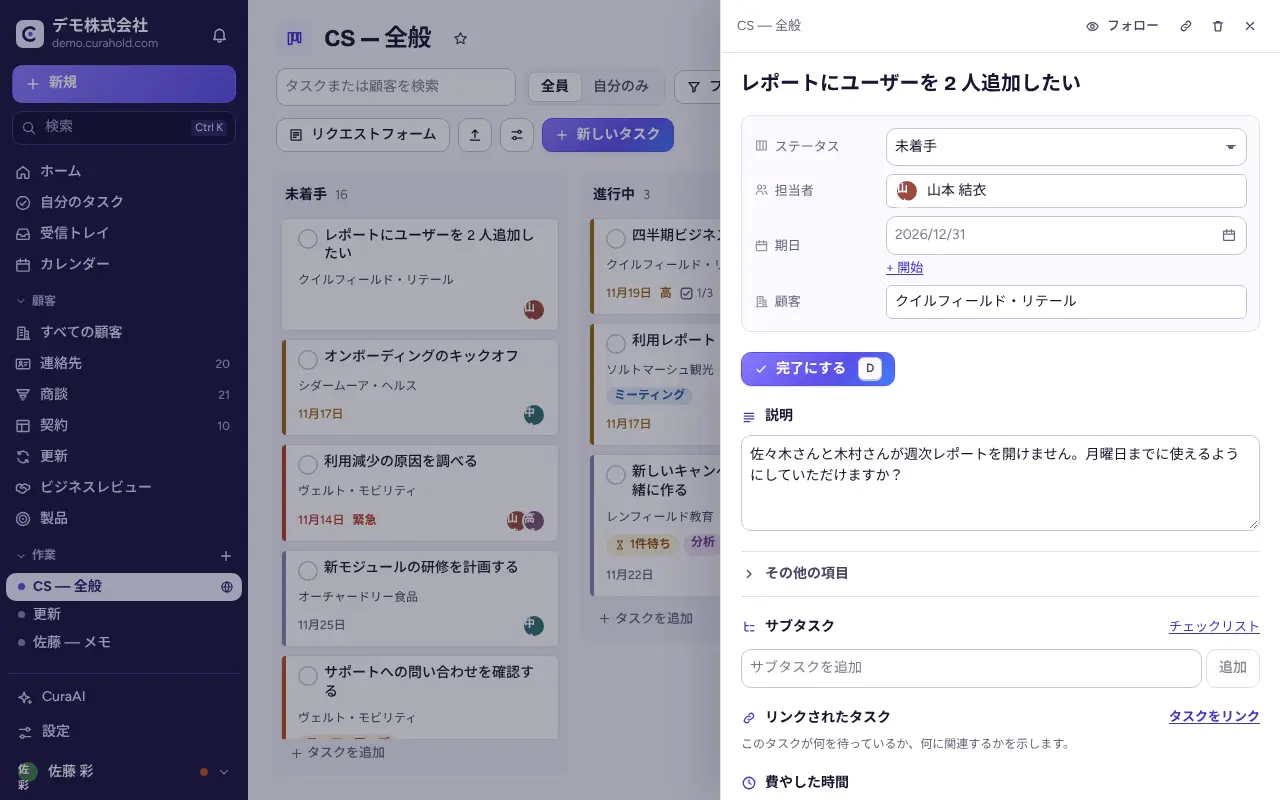 デモ株式会社
demo.curahold.com
新規
検索 Ctrl K
ホーム
自分のタスク
受信トレイ
カレンダー
顧客
すべての顧客
連絡先 20
商談 21
契約 10
更新
ビジネスレビュー
製品
作業
CS — 全般
更新
佐藤 — メモ
CuraAI
設定
佐彩 佐藤 彩
CS — 全般
タスクまたは顧客を検索
全員 自分のみ
リクエストフォーム
新しいタスク
未着手 16
レポートにユーザーを 2 人追加し
たい
クイルフィールド・リテール
山
オンボーディングのキックオフ
シダームーア・ヘルス
11月17日 中
利用減少の原因を調べる
ヴェルト・モビリティ
11月14日 緊急 山 高
新モジュールの研修を計画する
オーチャードリー食品
11月25日 中
サポートへの問い合わせを確認す
る
ヴェルト・モビリティ
タスクを追加
進行中 3
四半期ビジネ
クイルフィールド・リ
11月19日 高 1/3
利用レポート
ソルトマーシュ観光
ミーティング
11月17日
新しいキャン
緒に作る
レンフィールド教育
1件待ち 分析
11月22日
タスクを追加
CS — 全般
フォロー
レポートにユーザーを 2 人追加したい
ステータス 未着手
担当者 山 山本 結衣
期日 2026/12/31
+ 開始
顧客 クイルフィールド・リテール
完了にする D
説明
佐々木さんと木村さんが週次レポートを開けません。月曜日までに使えるよう
にしていただけますか？
その他の項目
サブタスク チェックリスト
サブタスクを追加 追加
リンクされたタスク タスクをリンク
このタスクが何を待っているか、何に関連するかを示します。
費やした時間